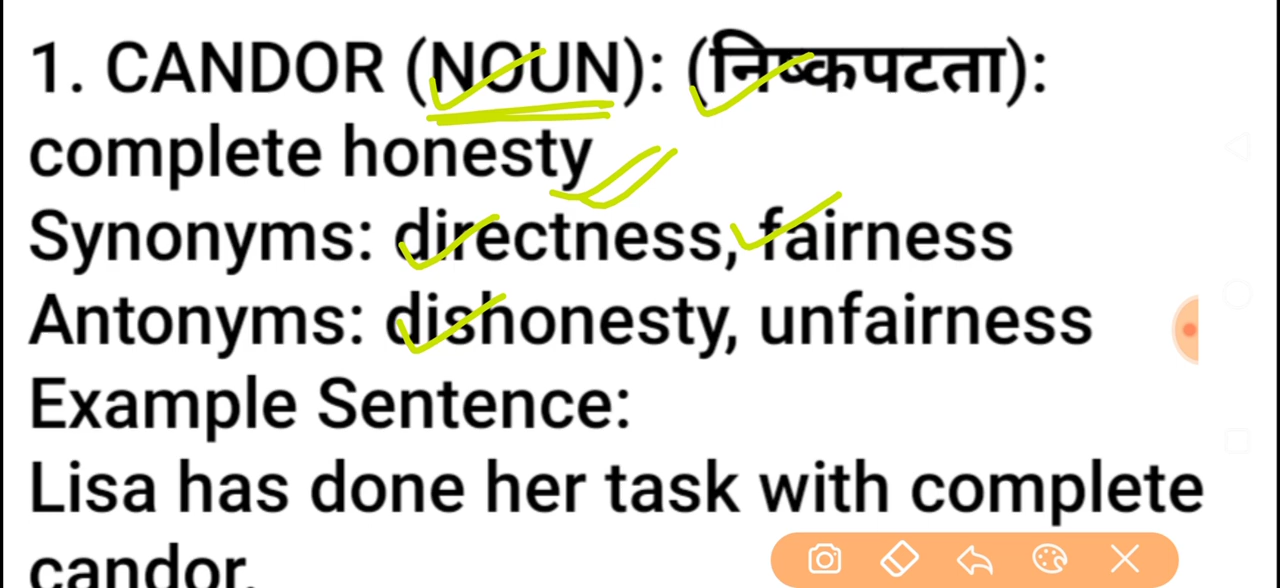 1. CANDOR (NOUN): (निष्कपटता):
complete honesty
Synonyms: directness, fairness
Antonyms: dishonesty, unfairness
Example Sentence:
Lisa has done her task with complete
candor.